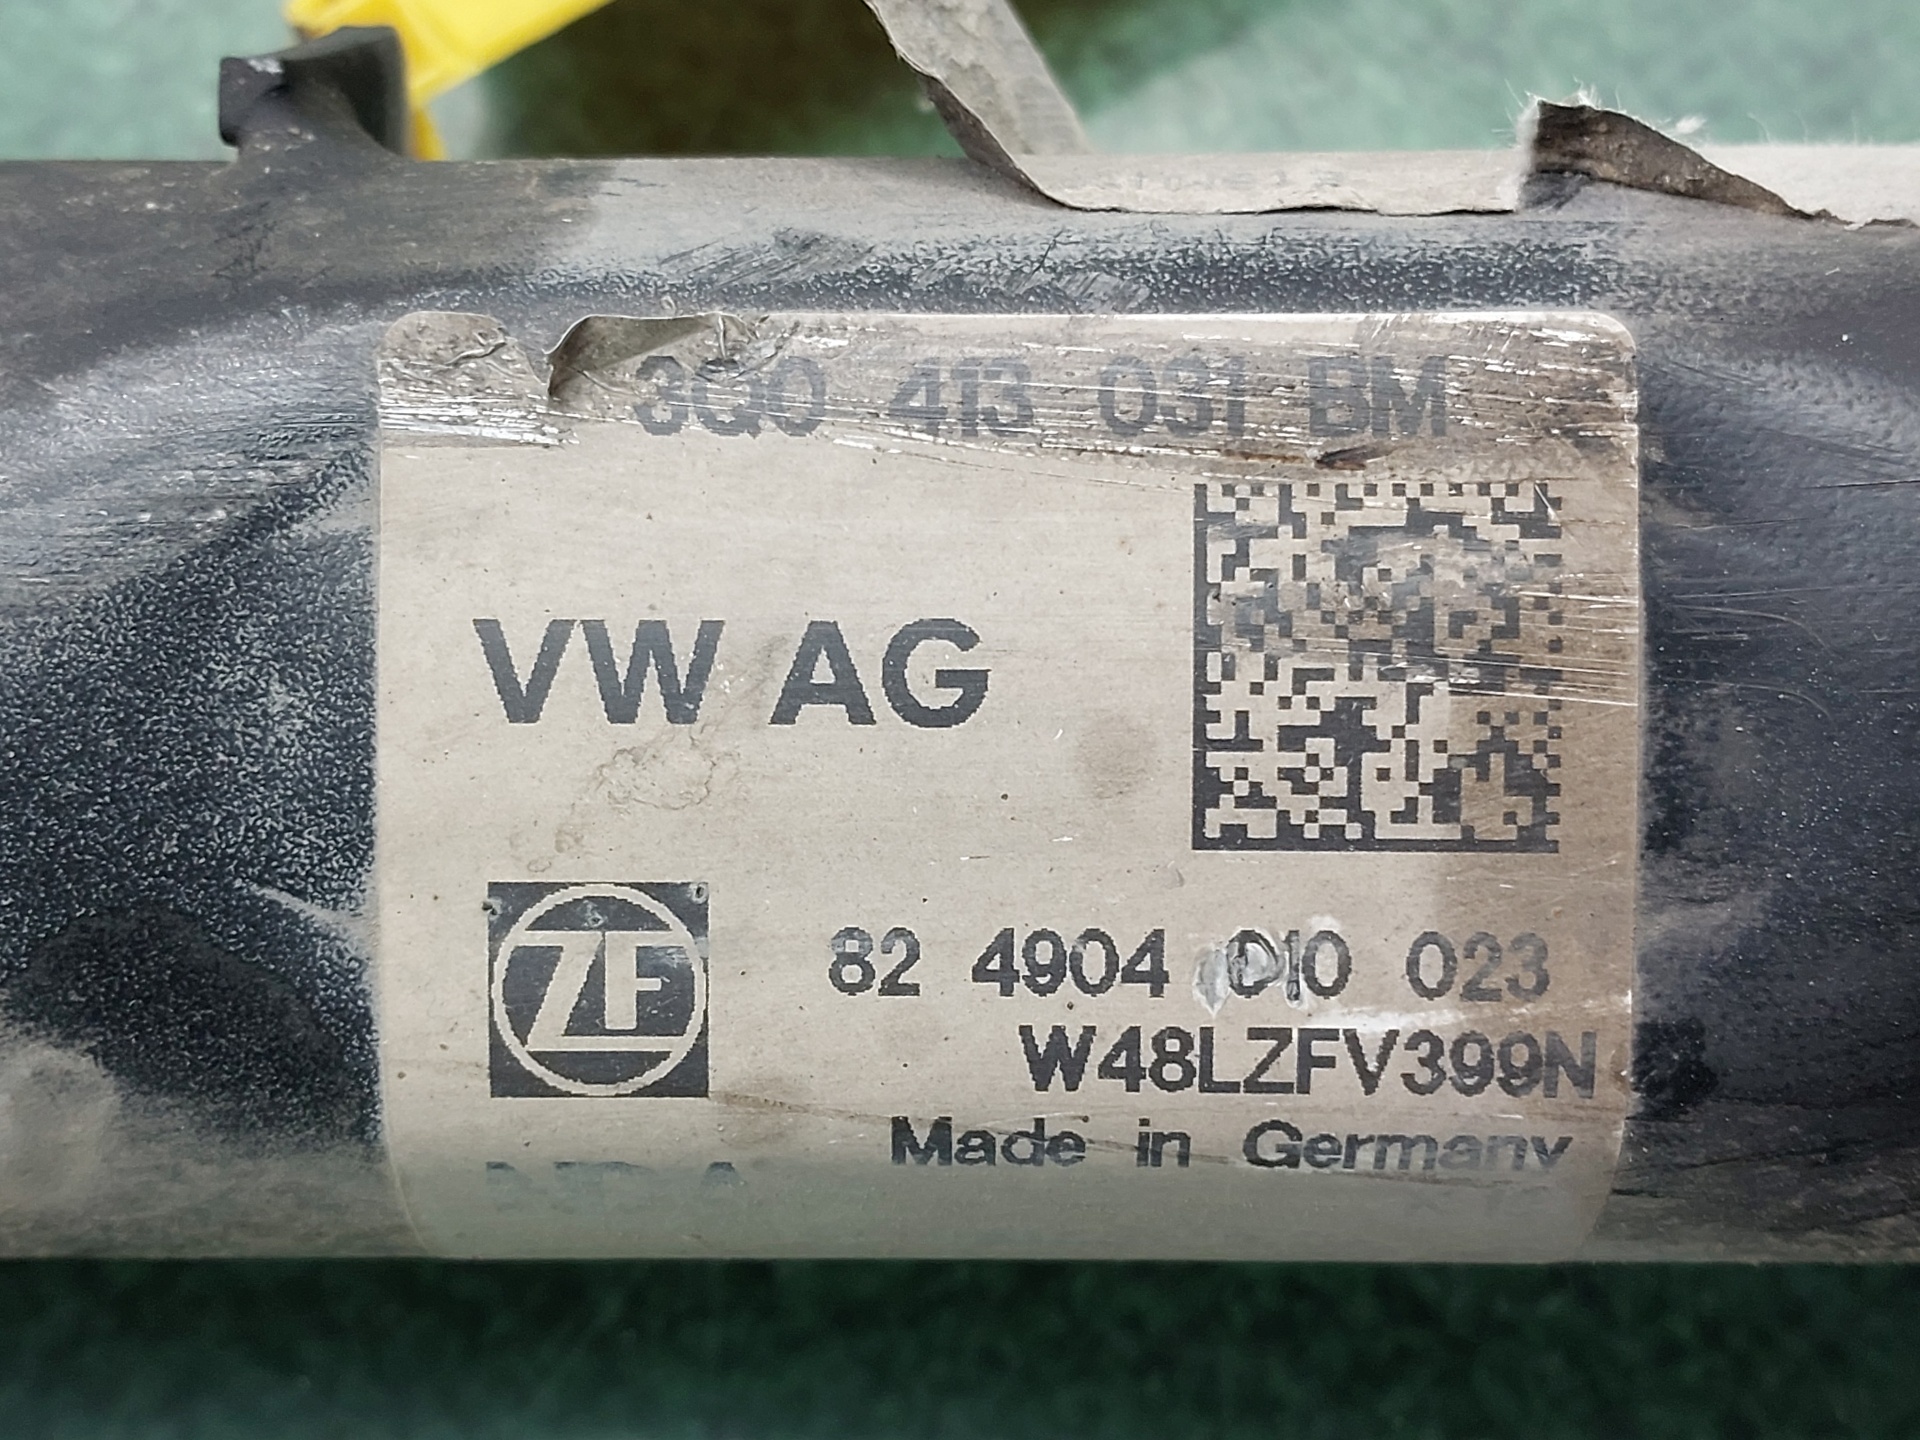 3Q0 413 031 BM
VW AG
ZF
82 4904 010 023
W48LZFV399N
Made in Germany